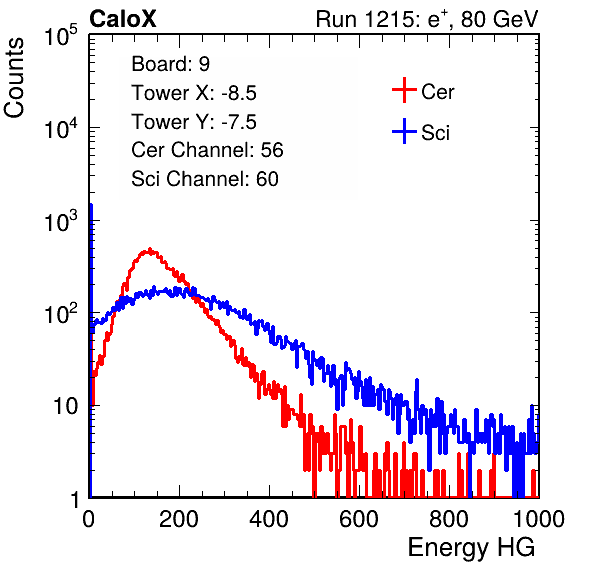 CaloX Run 1215: e⁺, 80 GeV
Counts
Board: 9
Tower X: -8.5
Tower Y: -7.5
Cer Channel: 56
Sci Channel: 60
Cer
Sci
10⁵
10⁴
10³
10²
10
1
0 200 400 600 800 1000
Energy HG